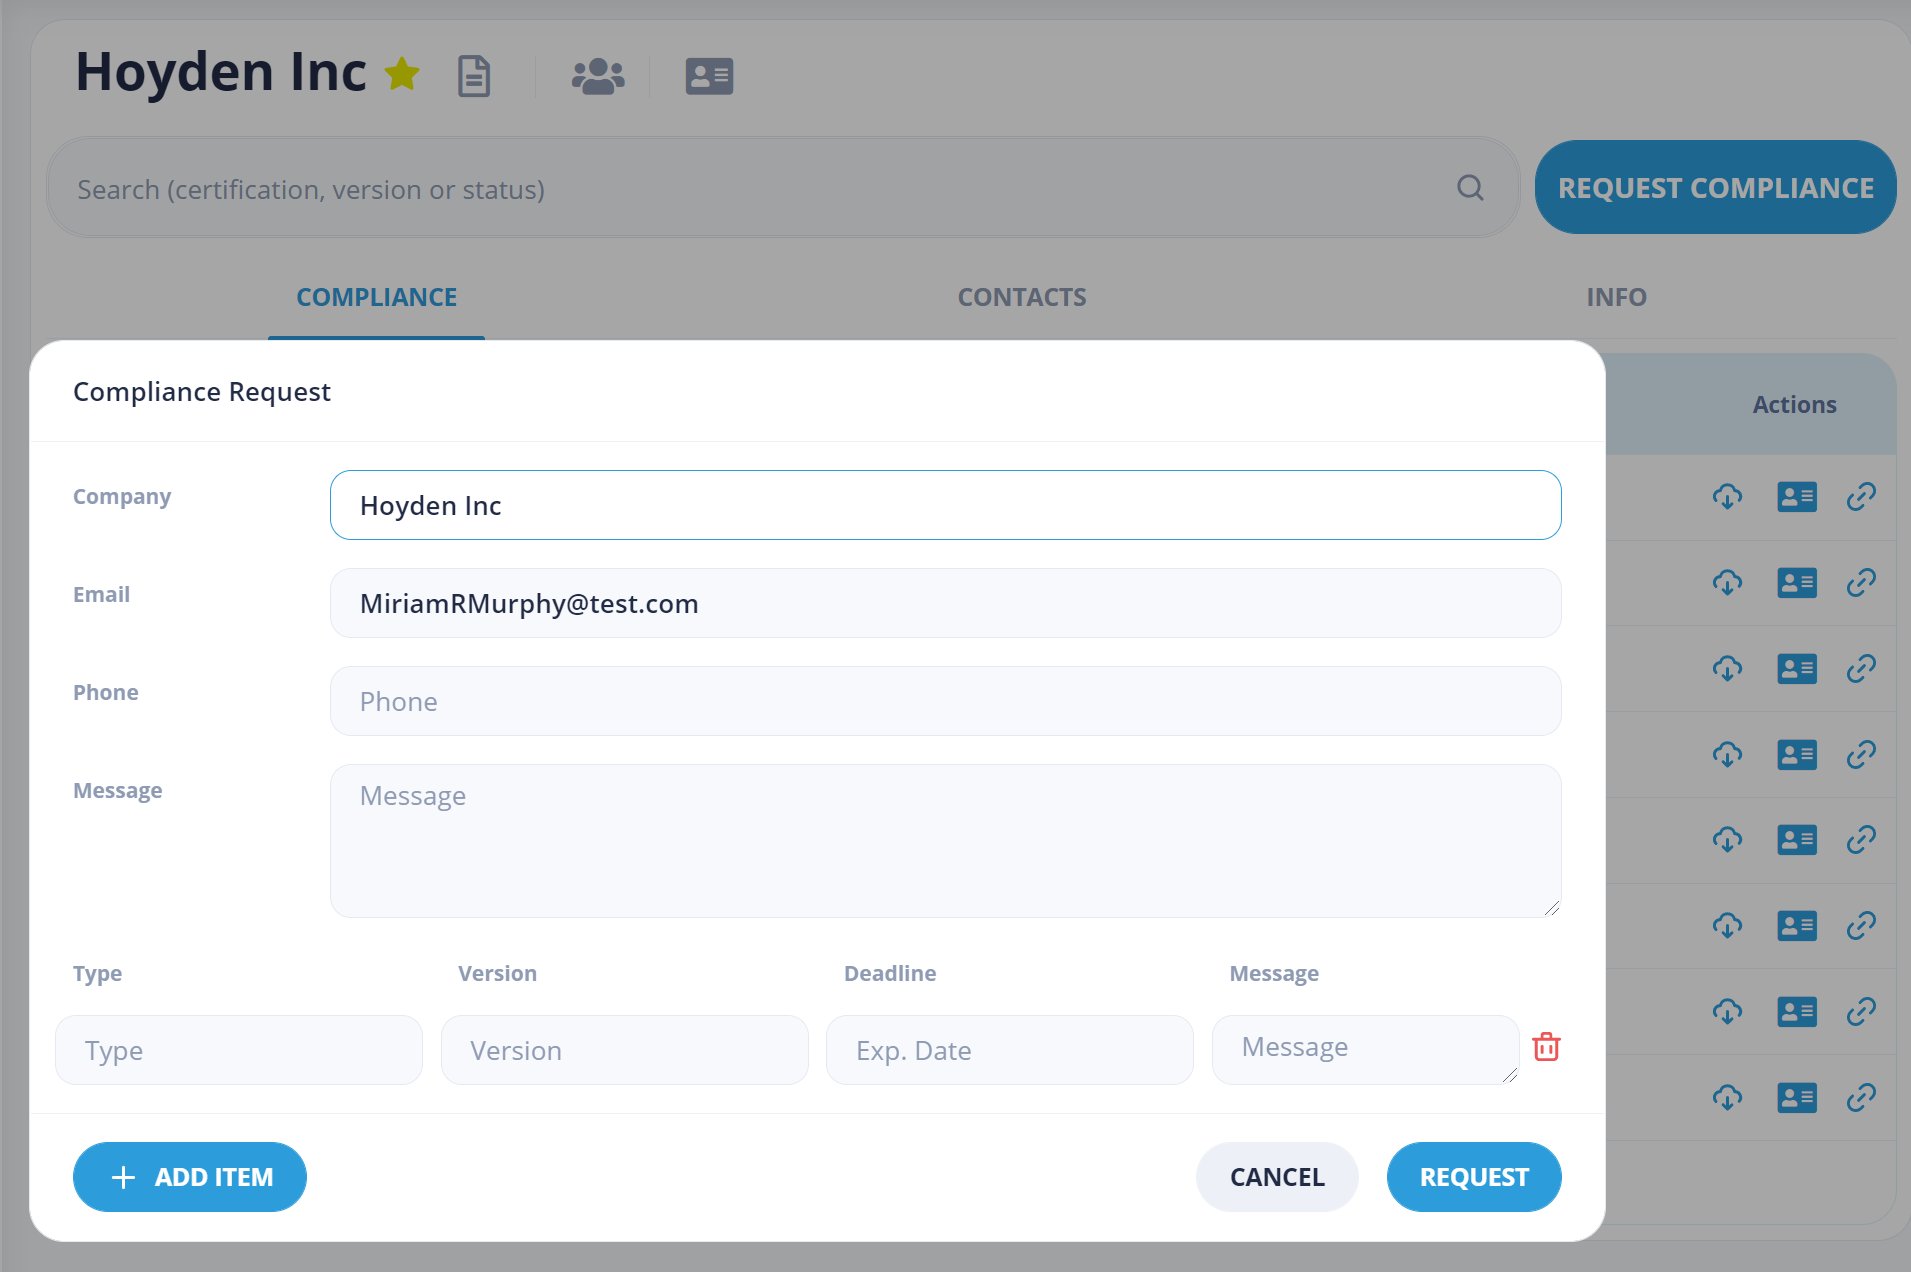 Hoyden Inc
Search (certification, version or status)
REQUEST COMPLIANCE
COMPLIANCE CONTACTS INFO
Compliance Request
Actions
Company Hoyden Inc
Email MiriamRMurphy@test.com
Phone Phone
Message Message
Type Version Deadline Message
Type Version Exp. Date Message
ADD ITEM CANCEL REQUEST